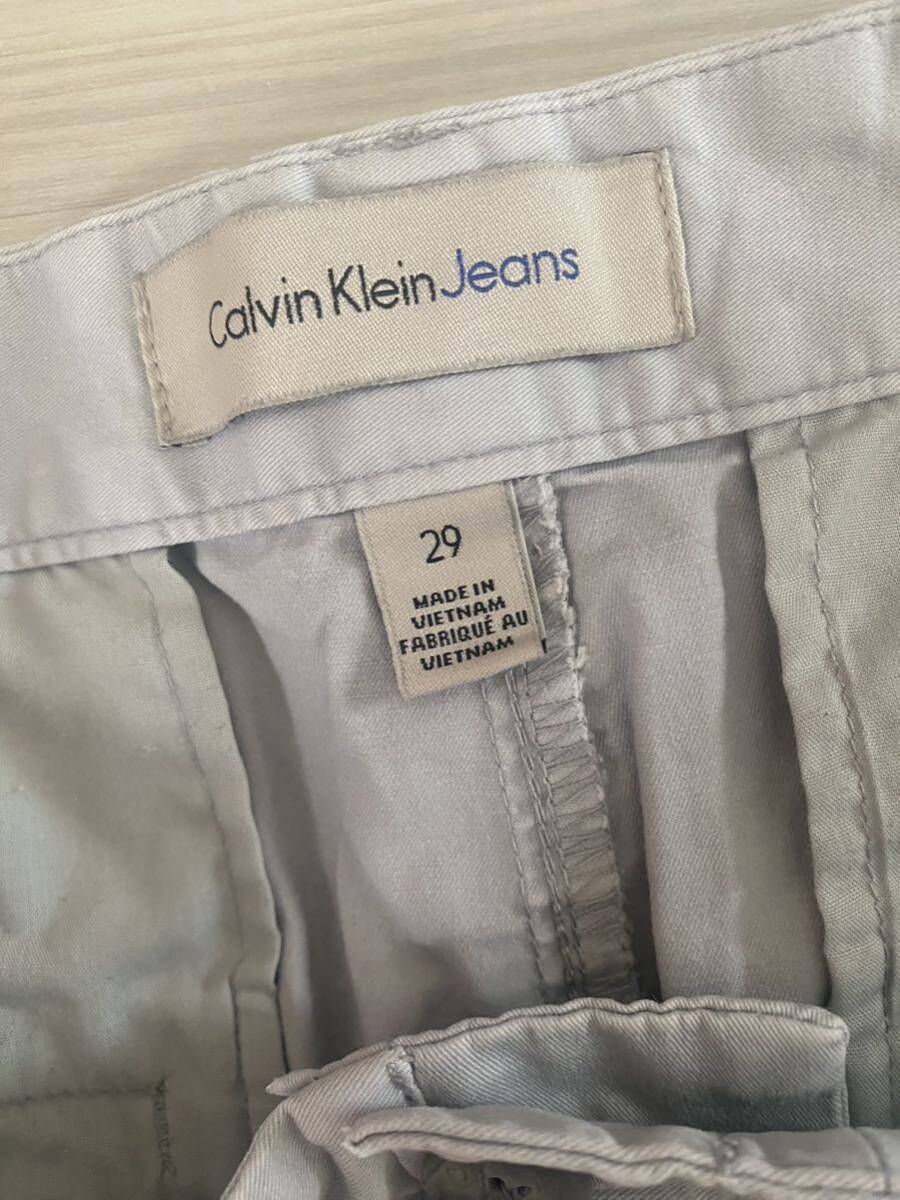 Calvin Klein Jeans
29
MADE IN
VIETNAM
FABRIQUÉ AU
VIETNAM